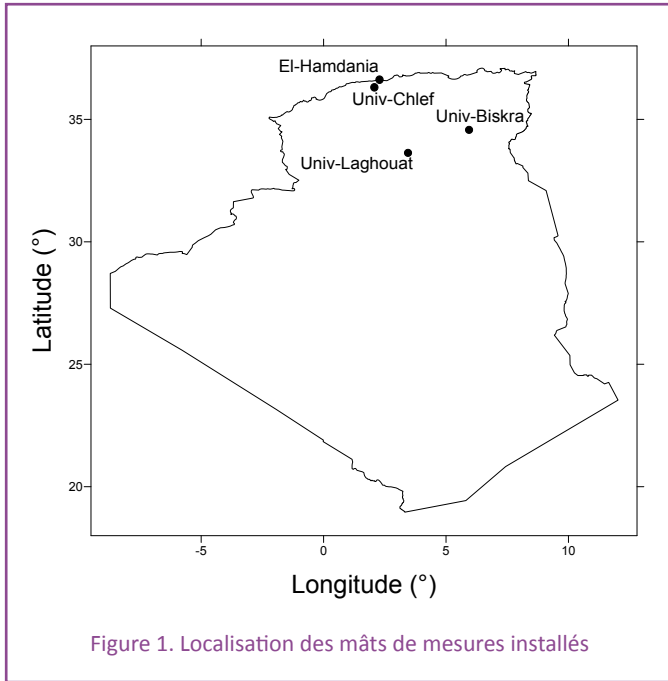 El-Hamdania
Univ-Chlef
Univ-Biskra
Univ-Laghouat
35
30
25
20
Latitude (°)
-5
0
5
10
Longitude (°)
Figure 1. Localisation des mâts de mesures installés